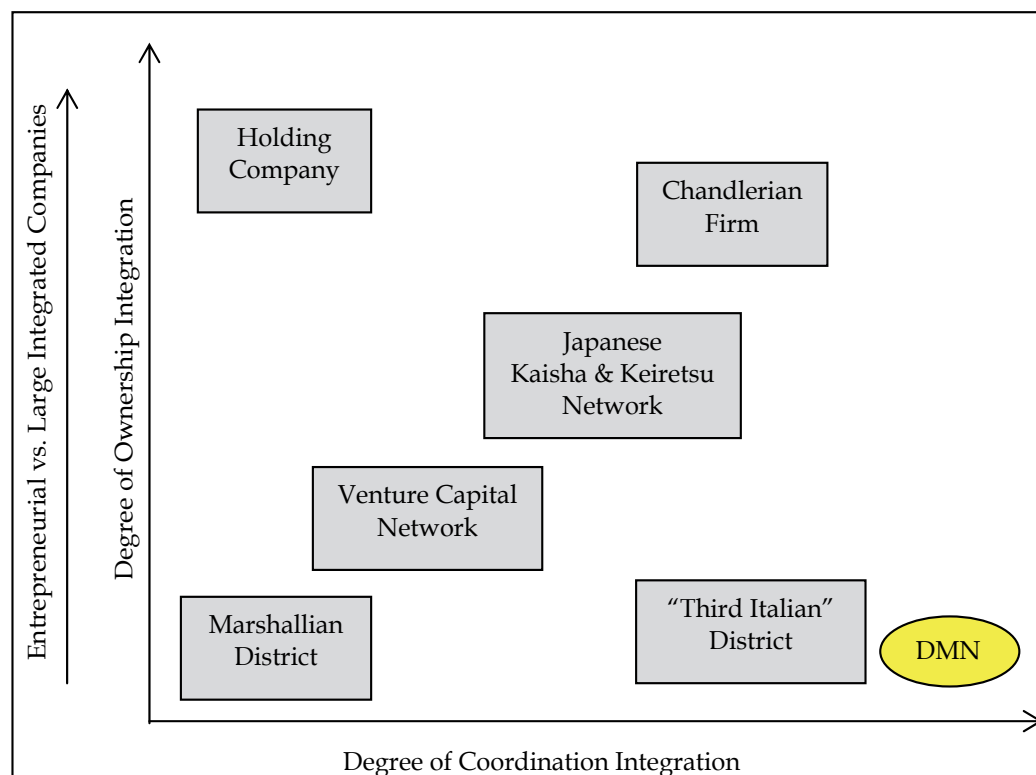 Entrepreneurial vs. Large Integrated Companies
Degree of Ownership Integration
Holding
Company
Chandlerian
Firm
Japanese
Kaisha & Keiretsu
Network
Venture Capital
Network
Marshallian
District
“Third Italian”
District
DMN
Degree of Coordination Integration